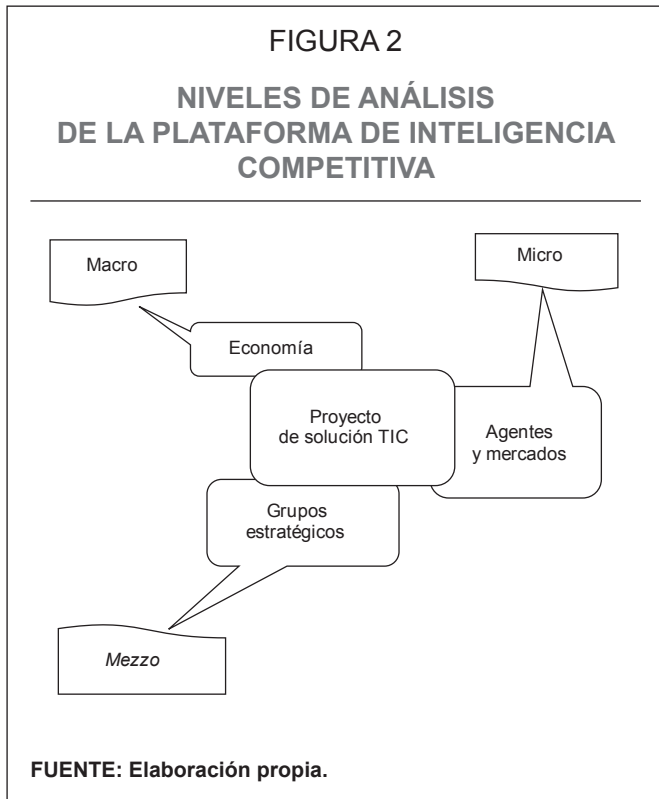 FIGURA 2
NIVELES DE ANÁLISIS
DE LA PLATAFORMA DE INTELIGENCIA
COMPETITIVA
Macro
Micro
Economía
Proyecto
de solución TIC
Agentes
y mercados
Grupos
estratégicos
Mezzo
FUENTE: Elaboración propia.